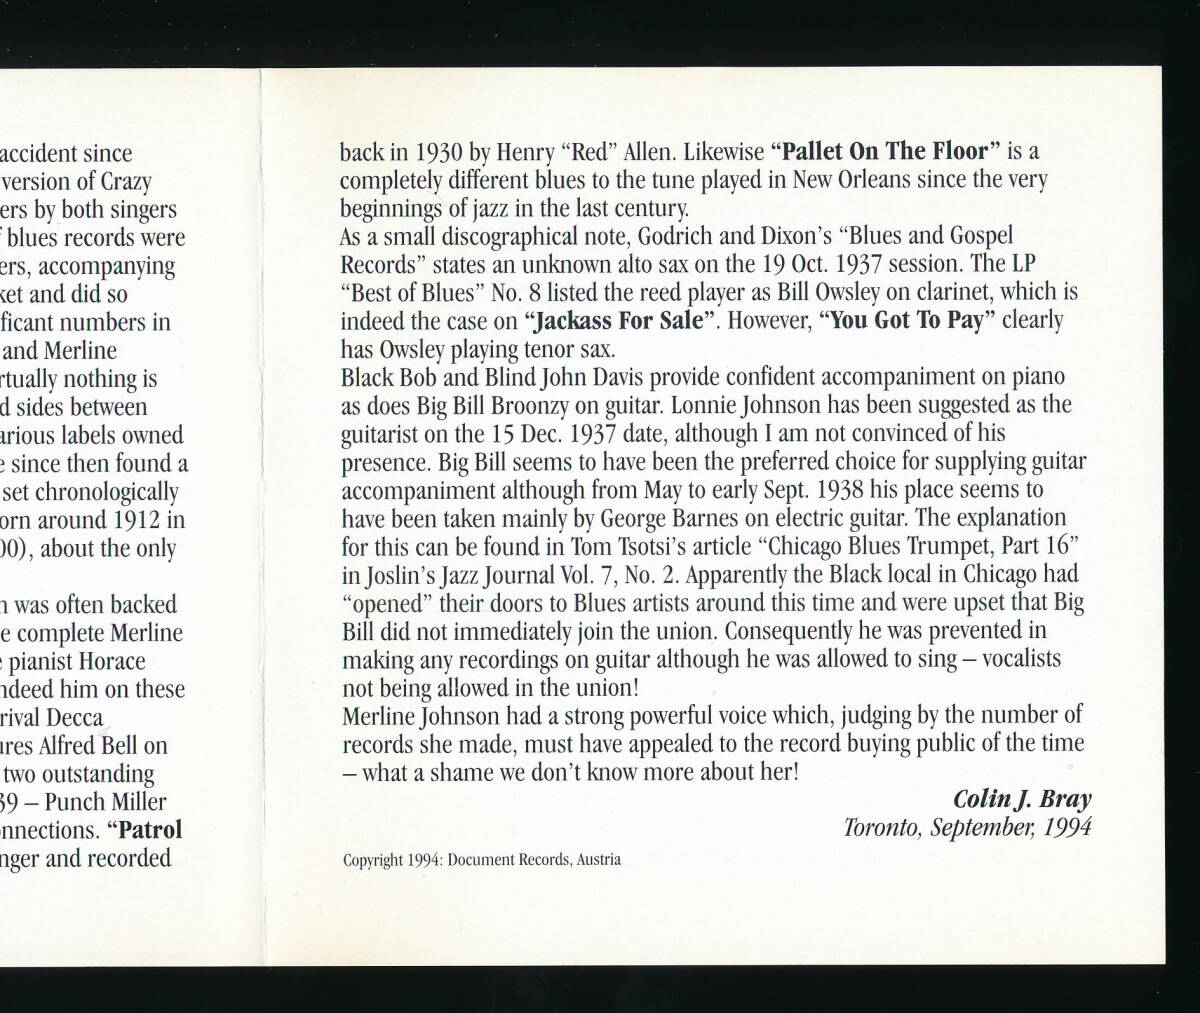 accident since
version of Crazy
ers by both singers
blues records were
ers, accompanying
ket and did so
ficant numbers in
and Merline
rtually nothing is
d sides between
arious labels owned
e since then found a
set chronologically
orn around 1912 in
00), about the only
n was often backed
e complete Merline
e pianist Horace
ndeed him on these
rival Decca
ures Alfred Bell on
two outstanding
39 – Punch Miller
onnections. “Patrol
nger and recorded
back in 1930 by Henry “Red” Allen. Likewise “Pallet On The Floor” is a
completely different blues to the tune played in New Orleans since the very
beginnings of jazz in the last century.
As a small discographical note, Godrich and Dixon’s “Blues and Gospel
Records” states an unknown alto sax on the 19 Oct. 1937 session. The LP
“Best of Blues” No. 8 listed the reed player as Bill Owsley on clarinet, which is
indeed the case on “Jackass For Sale”. However, “You Got To Pay” clearly
has Owsley playing tenor sax.
Black Bob and Blind John Davis provide confident accompaniment on piano
as does Big Bill Broonzy on guitar. Lonnie Johnson has been suggested as the
guitarist on the 15 Dec. 1937 date, although I am not convinced of his
presence. Big Bill seems to have been the preferred choice for supplying guitar
accompaniment although from May to early Sept. 1938 his place seems to
have been taken mainly by George Barnes on electric guitar. The explanation
for this can be found in Tom Tsotsi’s article “Chicago Blues Trumpet, Part 16”
in Joslin’s Jazz Journal Vol. 7, No. 2. Apparently the Black local in Chicago had
“opened” their doors to Blues artists around this time and were upset that Big
Bill did not immediately join the union. Consequently he was prevented in
making any recordings on guitar although he was allowed to sing – vocalists
not being allowed in the union!
Merline Johnson had a strong powerful voice which, judging by the number of
records she made, must have appealed to the record buying public of the time
– what a shame we don’t know more about her!
Colin J. Bray
Toronto, September, 1994
Copyright 1994: Document Records, Austria